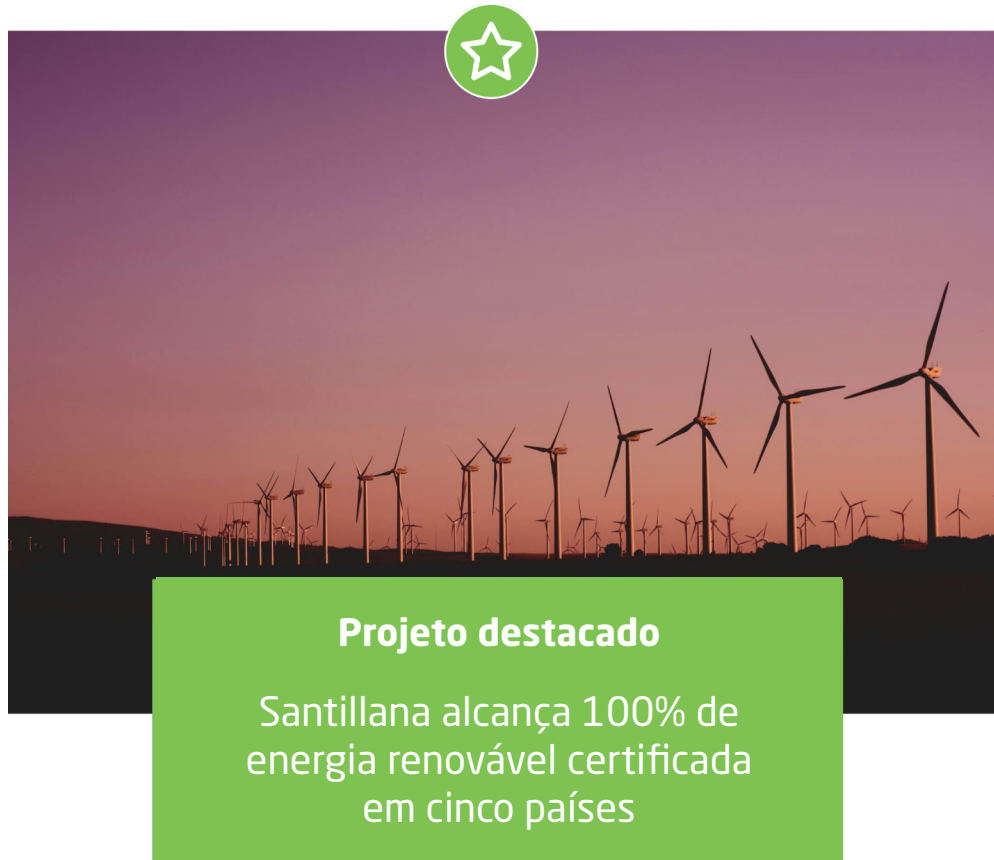 Projeto destacado
Santillana alcança 100% de
energia renovável certificada
em cinco países